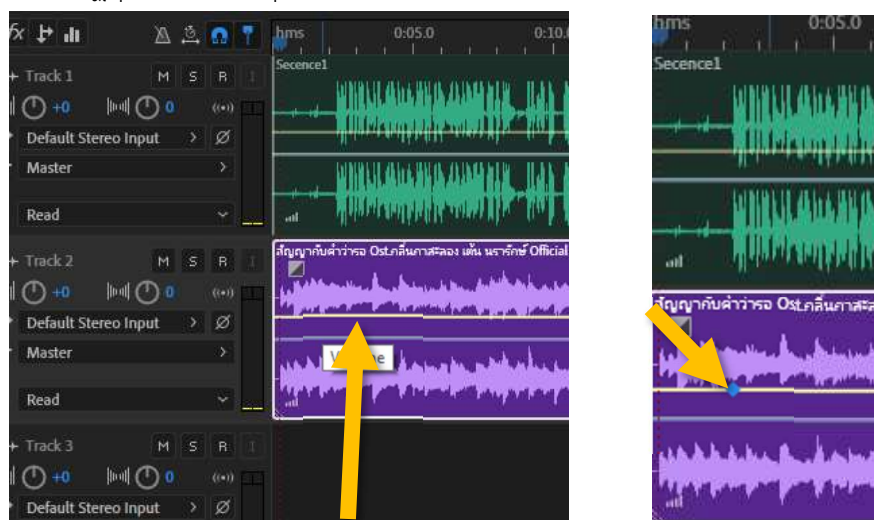 fx
hms 0:05.0 0:10.
Track 1 M S R I
Secence1
+0 0
Default Stereo Input
Master
Read
Track 2 M S R I
สัญญากับคำว่ารอ Ost.กลิ่นกาสะลอง เต้น นรารักษ์ Official
+0 0
Default Stereo Input
Master
Read
Track 3 M S R I
+0 0
Default Stereo Input
hms 0:05.0
Secence1
สัญญากับคำว่ารอ Ost.กลิ่นกาสะ